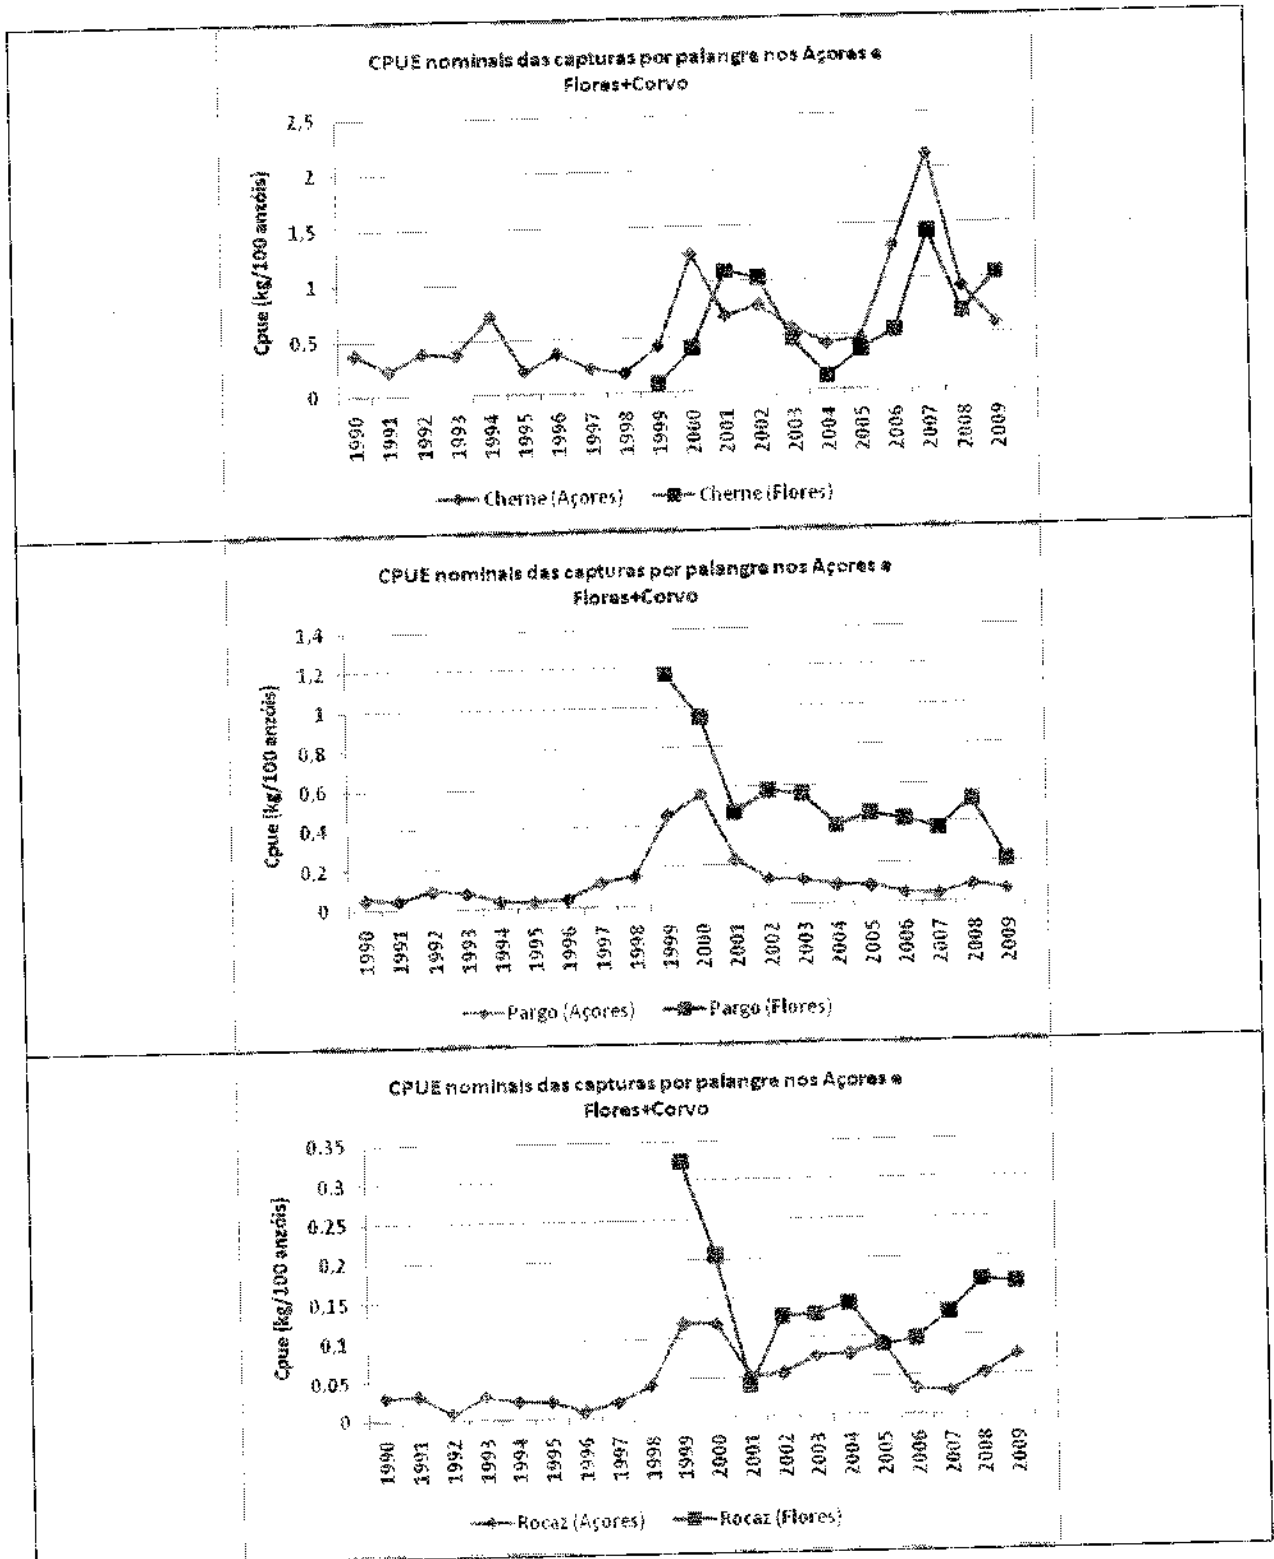 CPUE nominais das capturas por palangre nos Açores e
Flores+Corvo
2,5
2
1,5
1
0,5
0
Cpue (kg/100 anzóis)
1990 1991 1992 1993 1994 1995 1996 1997 1998 1999 2000 2001 2002 2003 2004 2005 2006 2007 2008 2009
Cherne (Açores) Cherne (Flores)
CPUE nominais das capturas por palangre nos Açores e
Flores+Corvo
1,4
1,2
1
0,8
0,6
0,4
0,2
0
Cpue (kg/100 anzóis)
1990 1991 1992 1993 1994 1995 1996 1997 1998 1999 2000 2001 2002 2003 2004 2005 2006 2007 2008 2009
Pargo (Açores) Pargo (Flores)
CPUE nominais das capturas por palangre nos Açores e
Flores+Corvo
0,35
0,3
0,25
0,2
0,15
0,1
0,05
0
Cpue (kg/100 anzóis)
1990 1991 1992 1993 1994 1995 1996 1997 1998 1999 2000 2001 2002 2003 2004 2005 2006 2007 2008 2009
Rocaz (Açores) Rocaz (Flores)